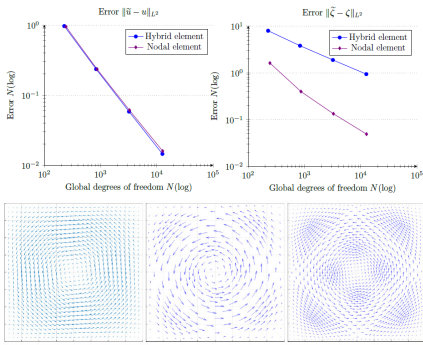 Error ‖ũ − u‖L²
Hybrid element
Nodal element
Error N(log)
10⁰
10⁻¹
10⁻²
10² 10³ 10⁴ 10⁵
Global degrees of freedom N(log)
Error ‖ζ̃ − ζ‖L²
Hybrid element
Nodal element
Error N(log)
10¹
10⁰
10⁻¹
10⁻²
10² 10³ 10⁴ 10⁵
Global degrees of freedom N(log)